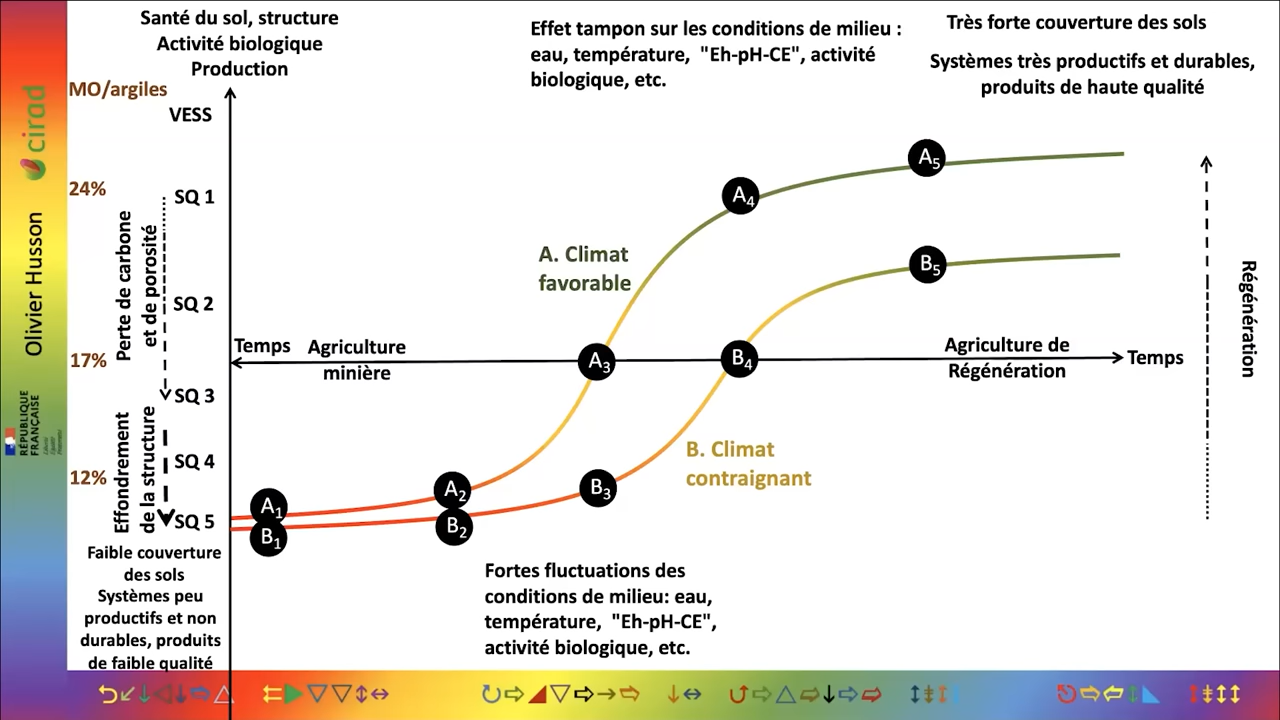 Santé du sol, structure
Activité biologique
Production
MO/argiles
VESS
Effet tampon sur les conditions de milieu :
eau, température, "Eh-pH-CE", activité
biologique, etc.
Très forte couverture des sols
Systèmes très productifs et durables,
produits de haute qualité
cirad
Olivier Husson
RÉPUBLIQUE
FRANÇAISE
24%
17%
12%
SQ 1
SQ 2
SQ 3
SQ 4
SQ 5
Perte de carbone
et de porosité
Effondrement
de la structure
A. Climat
favorable
B. Climat
contraignant
A5
A4
B5
A3
B4
A2
B3
A1
B2
B1
Temps
Agriculture
minière
Agriculture de
Régénération
Temps
Régénération
Faible couverture
des sols
Systèmes peu
productifs et non
durables, produits
de faible qualité
Fortes fluctuations des
conditions de milieu: eau,
température, "Eh-pH-CE",
activité biologique, etc.